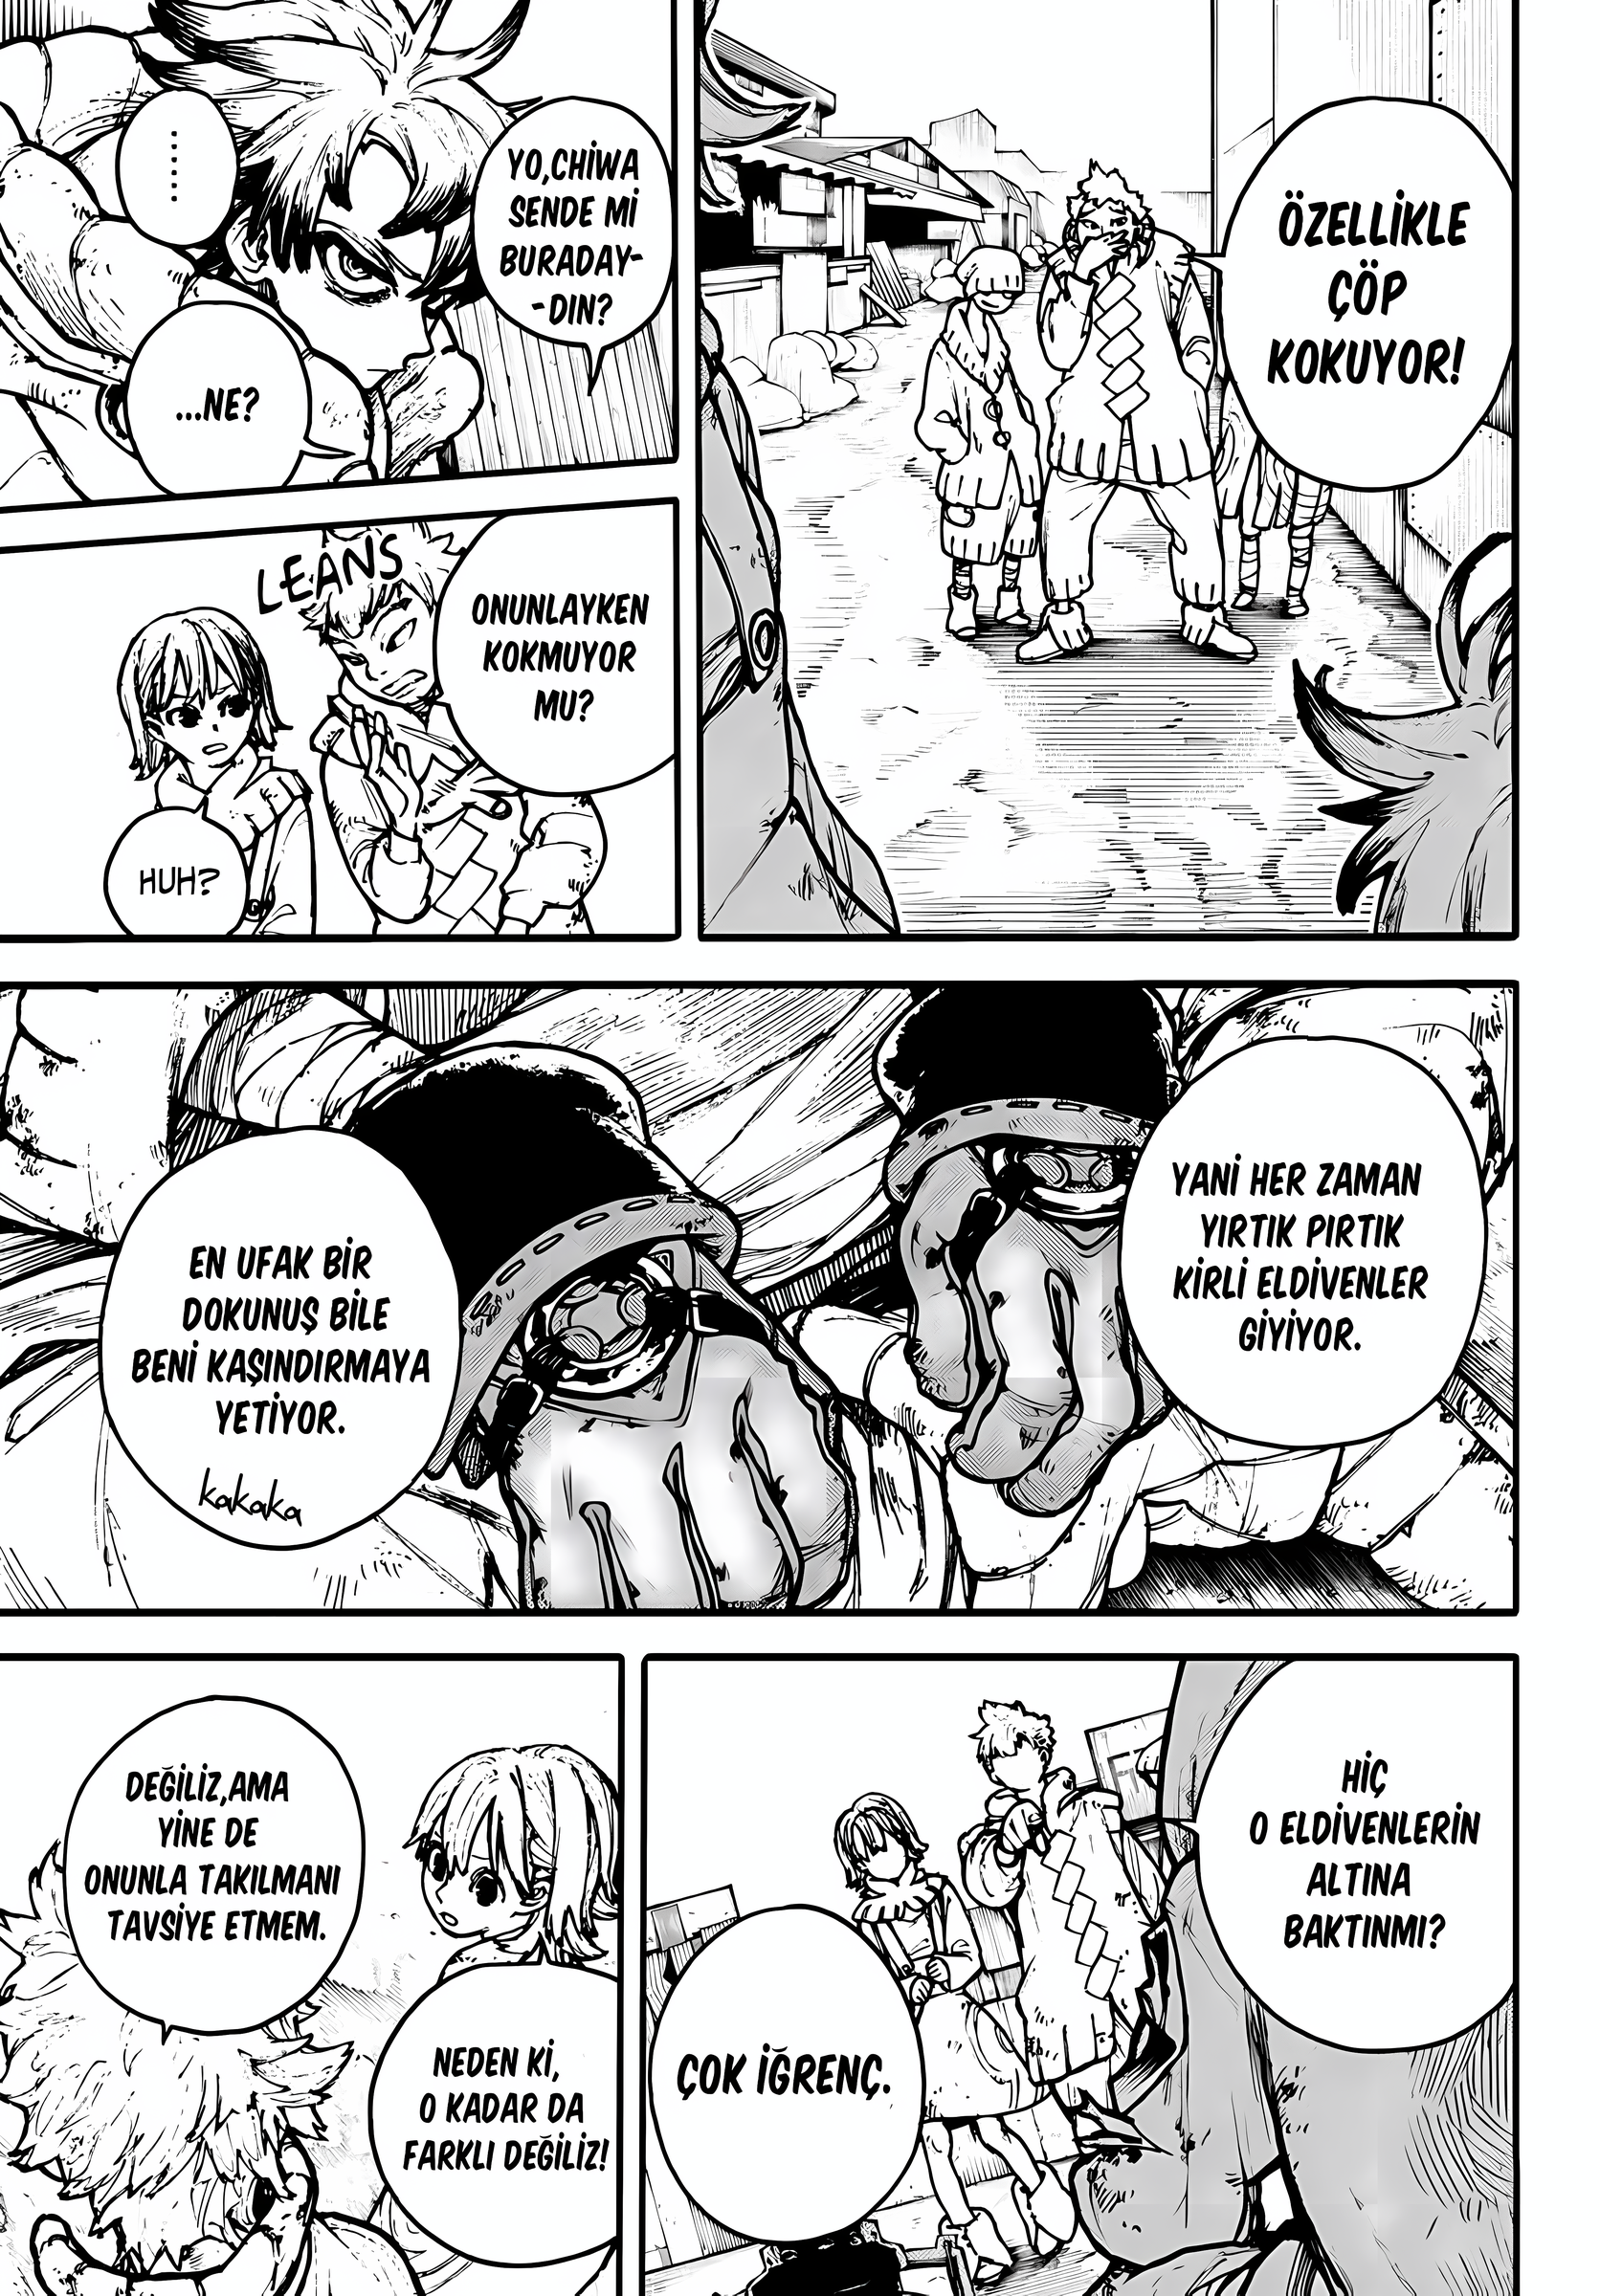 ÖZELLİKLE
ÇÖP
KOKUYOR!
YO,CHİWA
SENDE Mİ
BURADAY-
-DIN?
......
...NE?
LEANS
ONUNLAYKEN
KOKMUYOR
MU?
HUH?
YANİ HER ZAMAN
YIRTIK PIRTIK
KİRLİ ELDİVENLER
GİYİYOR.
EN UFAK BİR
DOKUNUŞ BİLE
BENİ KAŞINDIRMAYA
YETİYOR.
kakaka
HİÇ
O ELDİVENLERİN
ALTINA
BAKTINMI?
ÇOK İĞRENÇ.
NEDEN Kİ,
O KADAR DA
FARKLI DEĞİLİZ!
DEĞİLİZ,AMA
YİNE DE
ONUNLA TAKILMANI
TAVSİYE ETMEM.